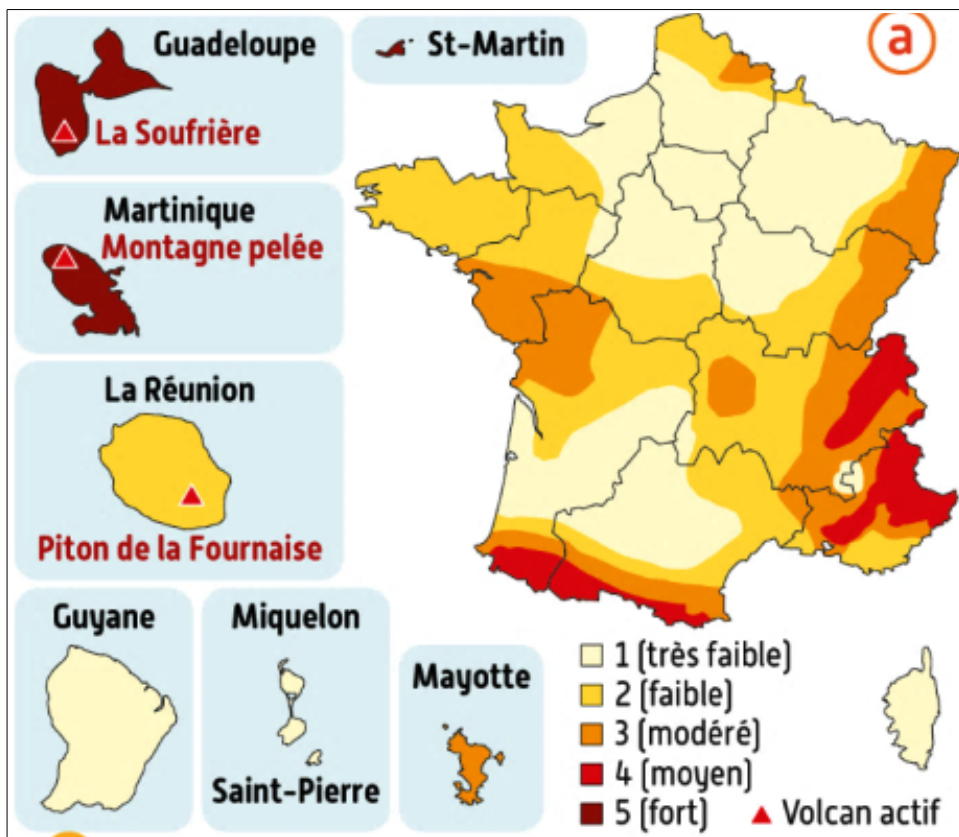 Guadeloupe
La Soufrière
St-Martin
a
Martinique
Montagne pelée
La Réunion
Piton de la Fournaise
Guyane
Miquelon
Saint-Pierre
Mayotte
1 (très faible)
2 (faible)
3 (modéré)
4 (moyen)
5 (fort)
Volcan actif